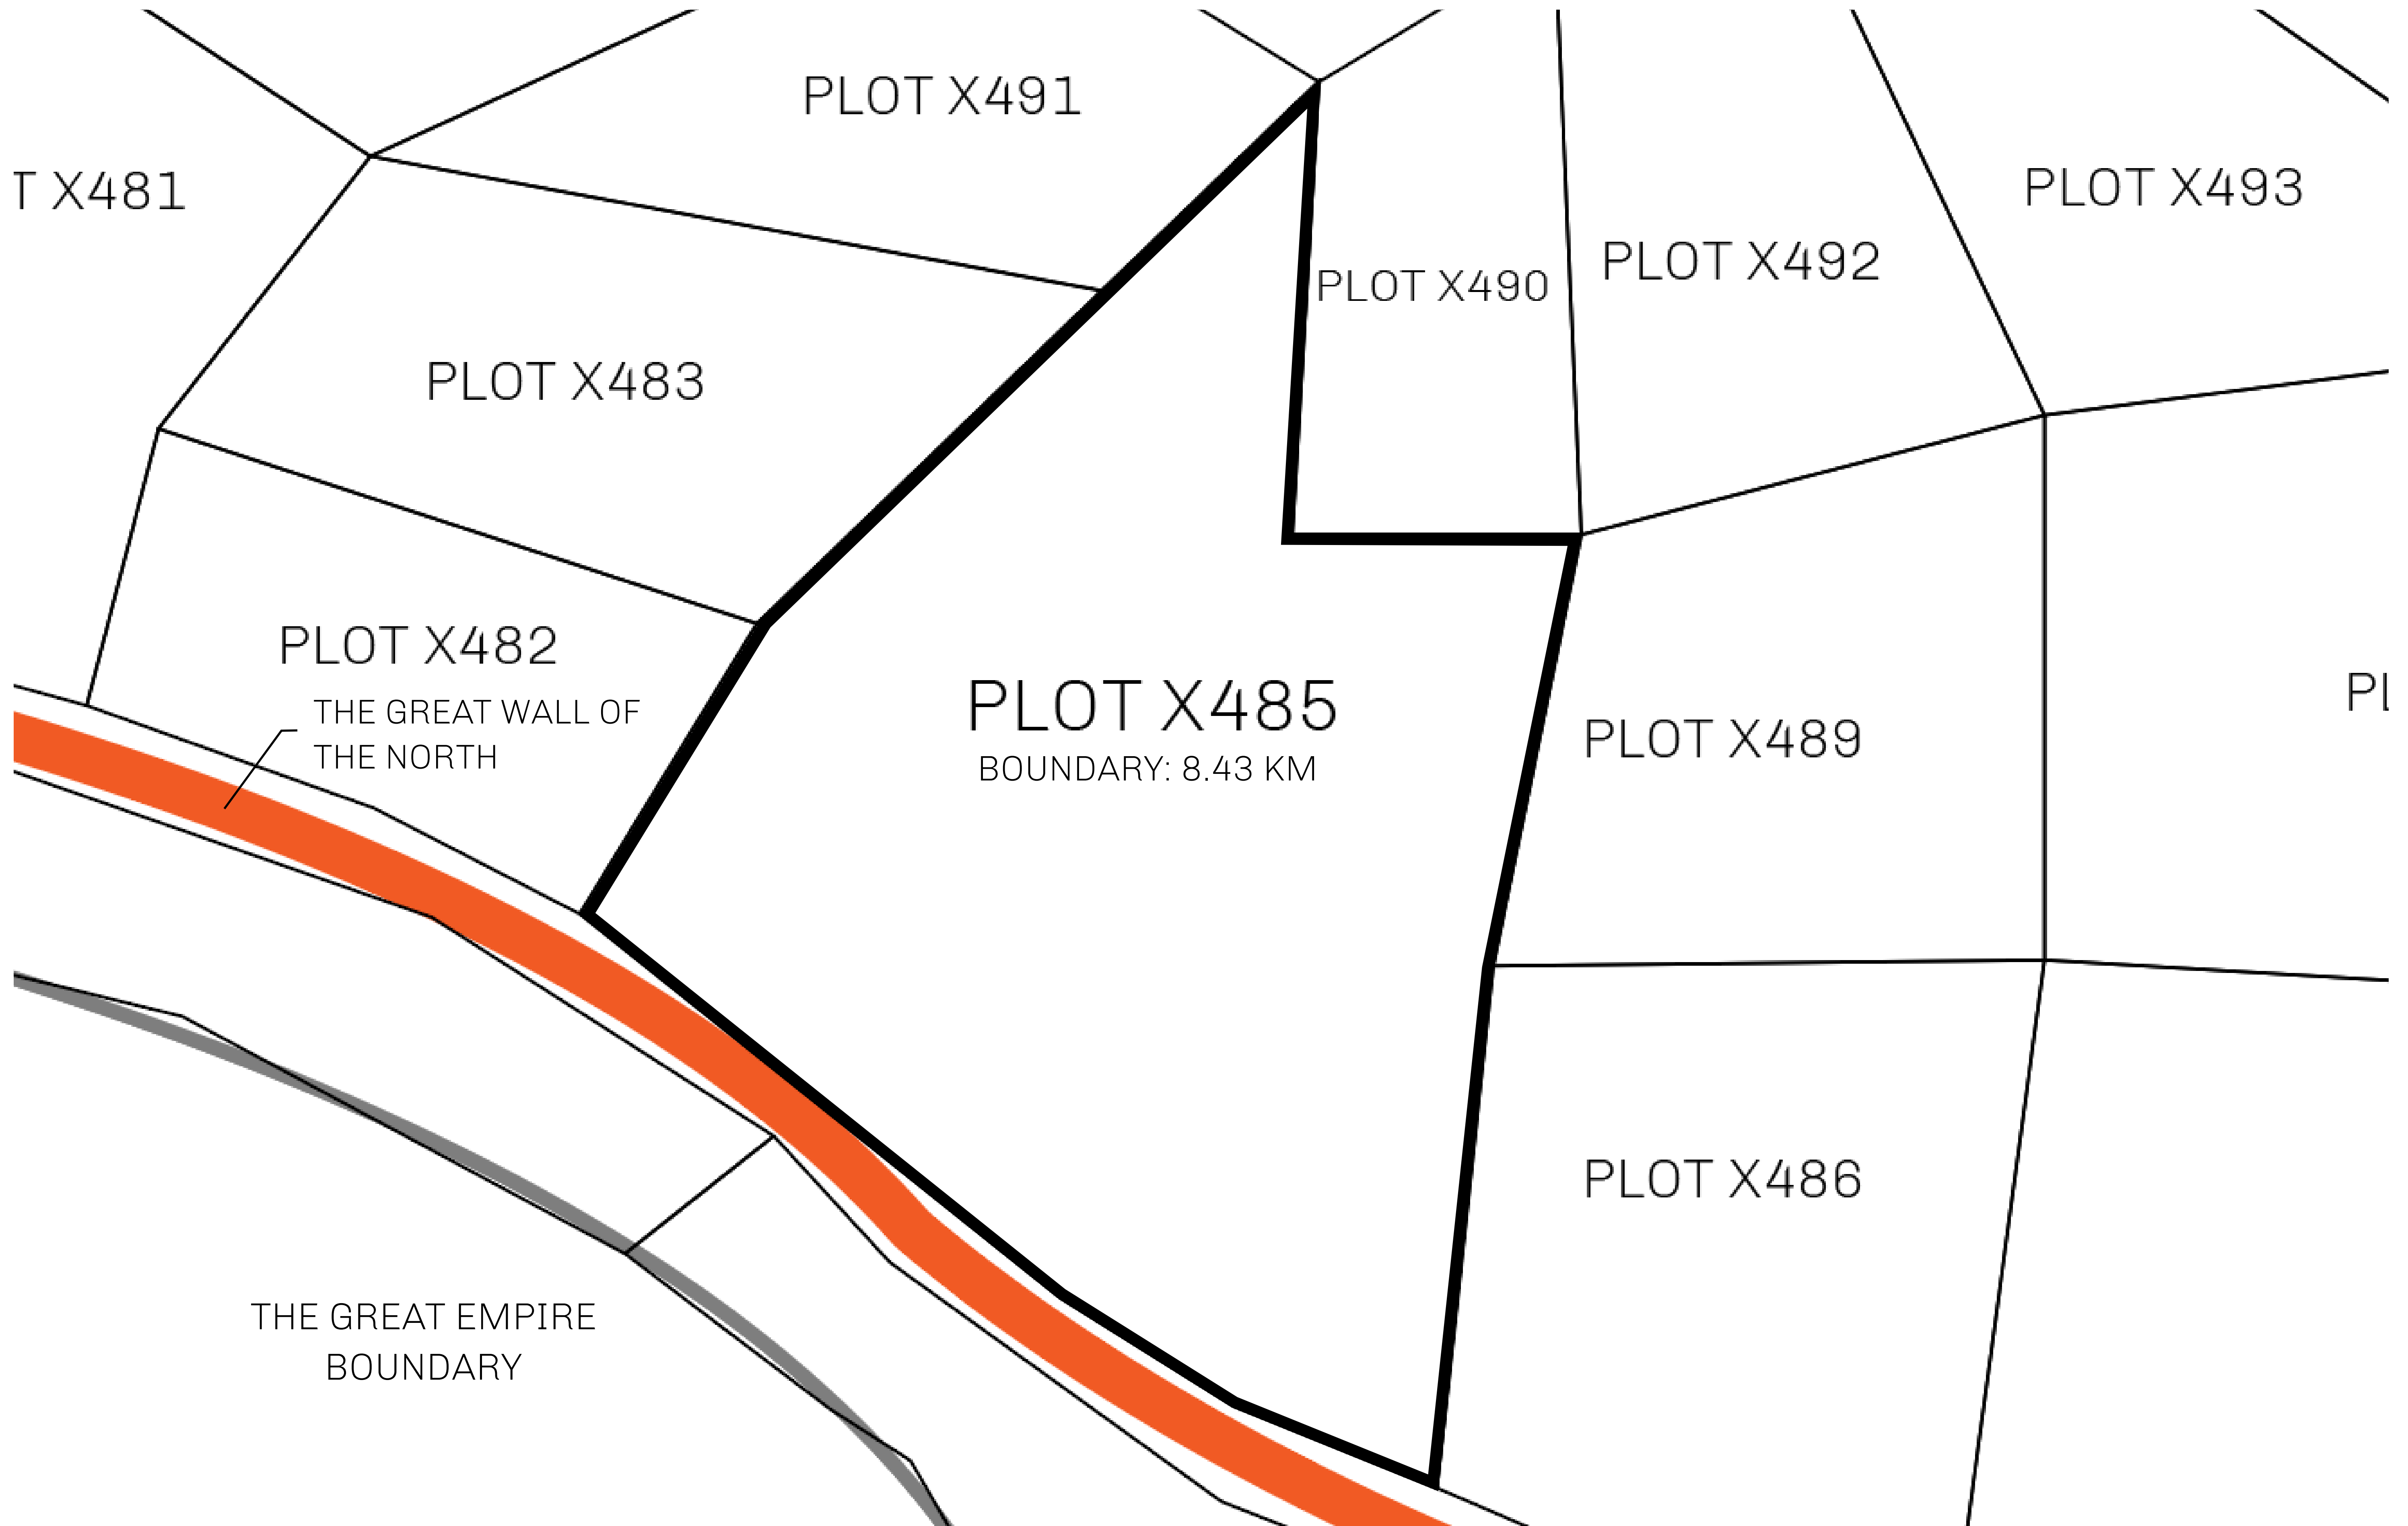 PLOT X491
T X481
PLOT X493
PLOT X492
PLOT X490
PLOT X483
PLOT X482
THE GREAT WALL OF
THE NORTH
PLOT X485
BOUNDARY: 8.43 KM
PL
PLOT X489
PLOT X486
THE GREAT EMPIRE
BOUNDARY